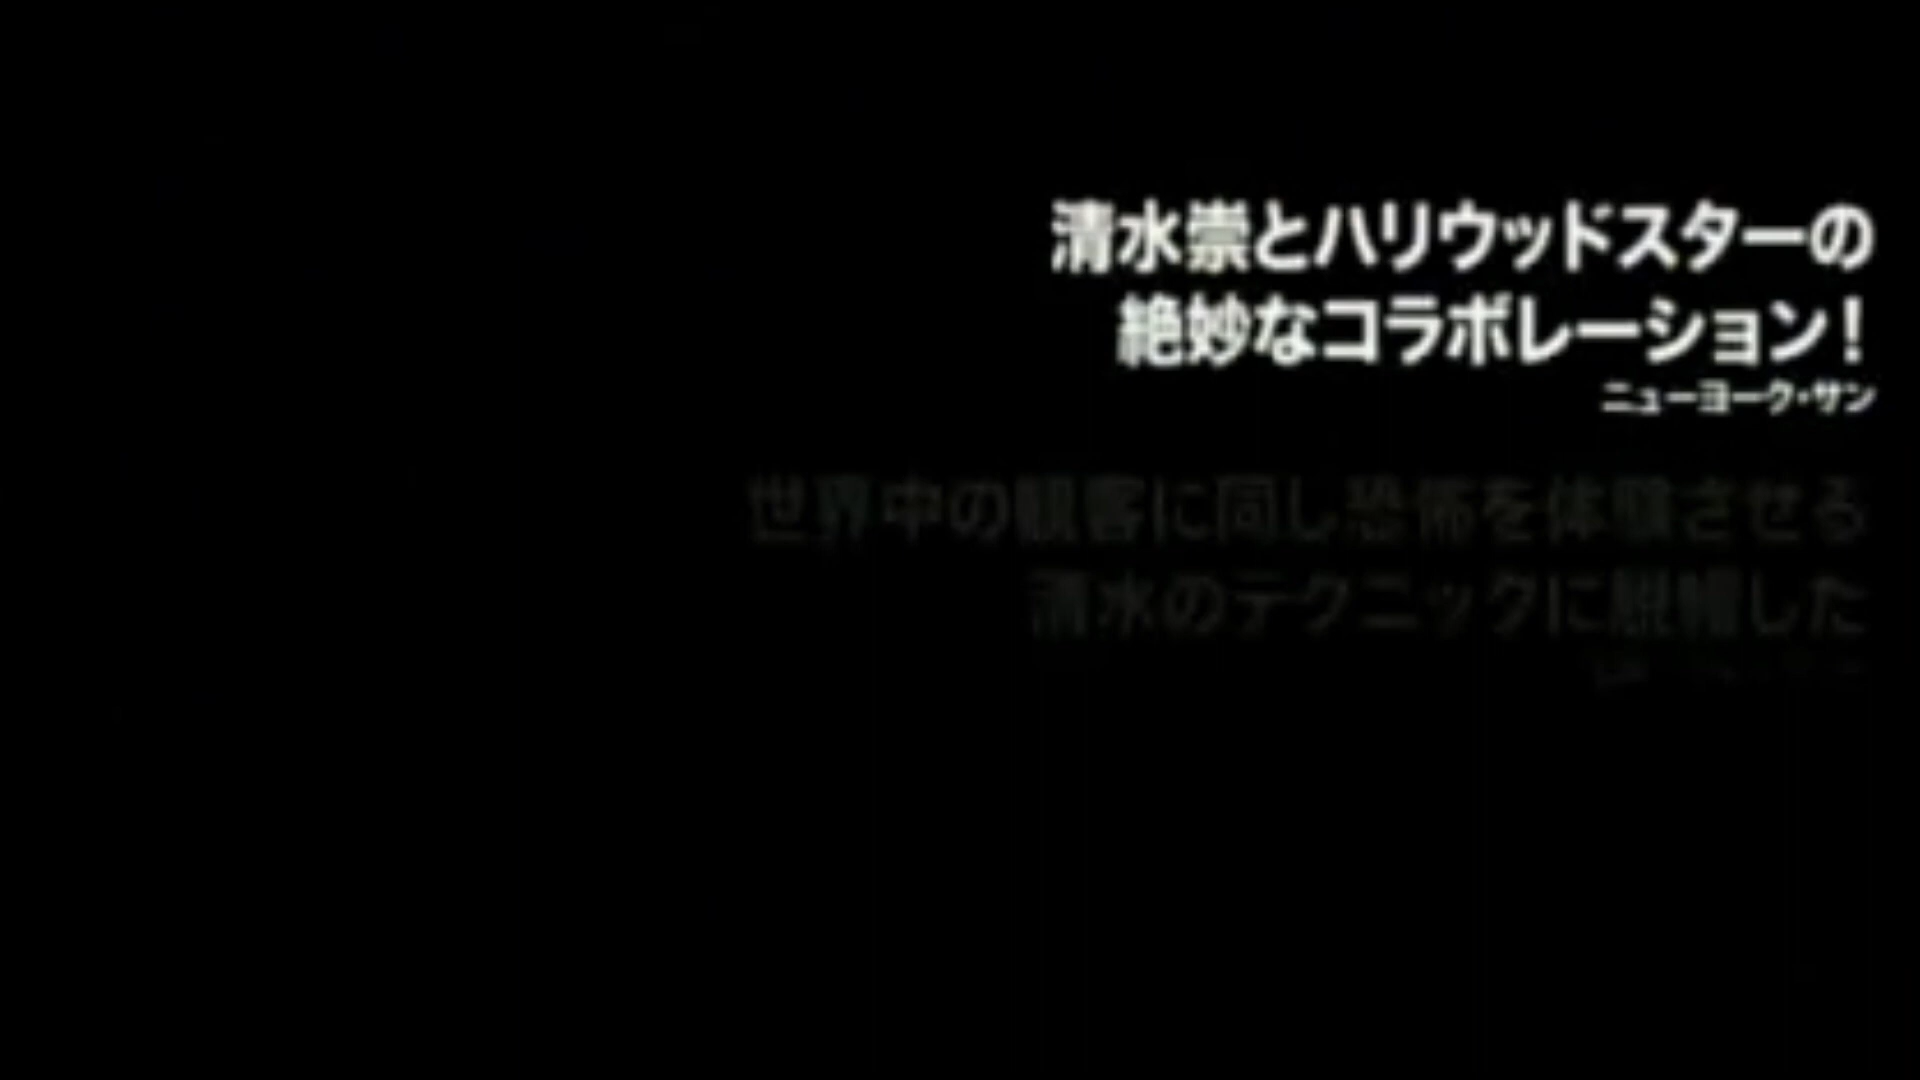 清水崇とハリウッドスターの
絶妙なコラボレーション!
ニューヨーク・サン
世界中の観客に同じ恐怖を体験させる
清水のテクニックに脱帽した